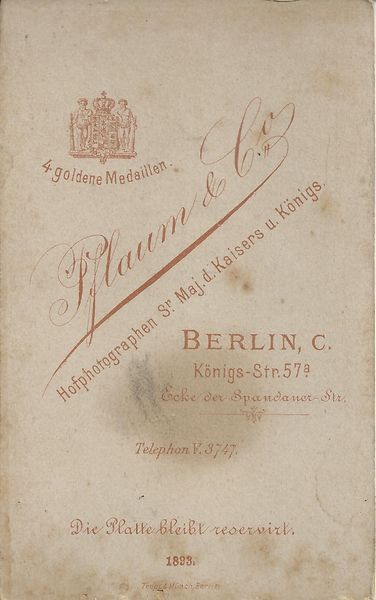 4 goldene Medaillen.
Pflaum & Co
Hofphotographen Sr Maj. d. Kaisers u. Königs.
BERLIN, C.
Königs-Str. 57a
Ecke der Spandauer-Str.
Telephon V. 3747.
Die Platte bleibt reservirt.
1893.
Berlin